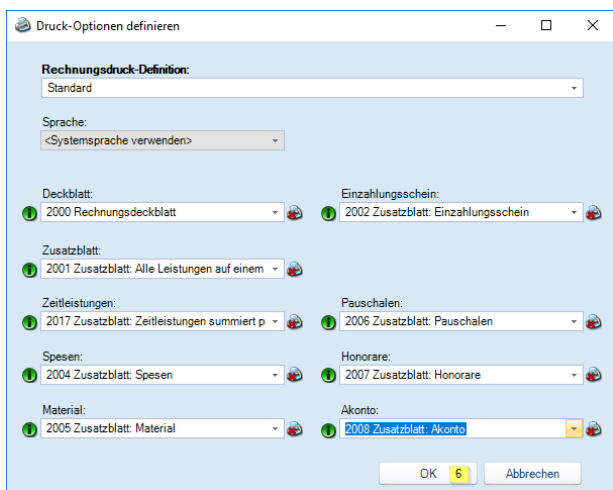 Druck-Optionen definieren
Rechnungsdruck-Definition:
Standard
Sprache:
<Systemsprache verwenden>
Deckblatt:
2000 Rechnungsdeckblatt
Einzahlungsschein:
2002 Zusatzblatt: Einzahlungsschein
Zusatzblatt:
2001 Zusatzblatt: Alle Leistungen auf einem
Zeitleistungen:
2017 Zusatzblatt: Zeitleistungen summiert p
Pauschalen:
2006 Zusatzblatt: Pauschalen
Spesen:
2004 Zusatzblatt: Spesen
Honorare:
2007 Zusatzblatt: Honorare
Material:
2005 Zusatzblatt: Material
Akonto:
2008 Zusatzblatt: Akonto
OK 6 Abbrechen